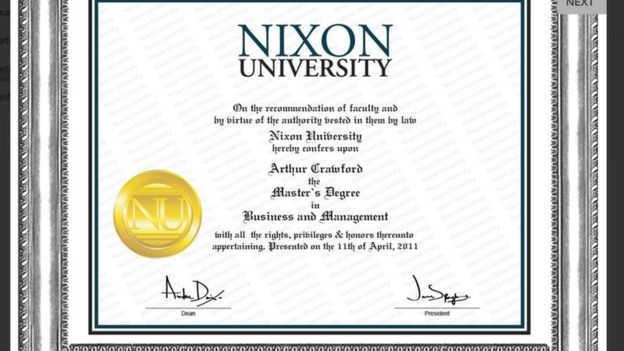 NEXT
NIXON
UNIVERSITY
On the recommendation of faculty and
by virtue of the authority vested in them by law
Nixon University
hereby confers upon
Arthur Crawford
the
Master's Degree
in
Business and Management
with all the rights, privileges & honors thereunto
appertaining. Presented on the 11th of April, 2011
NU
Dean
President